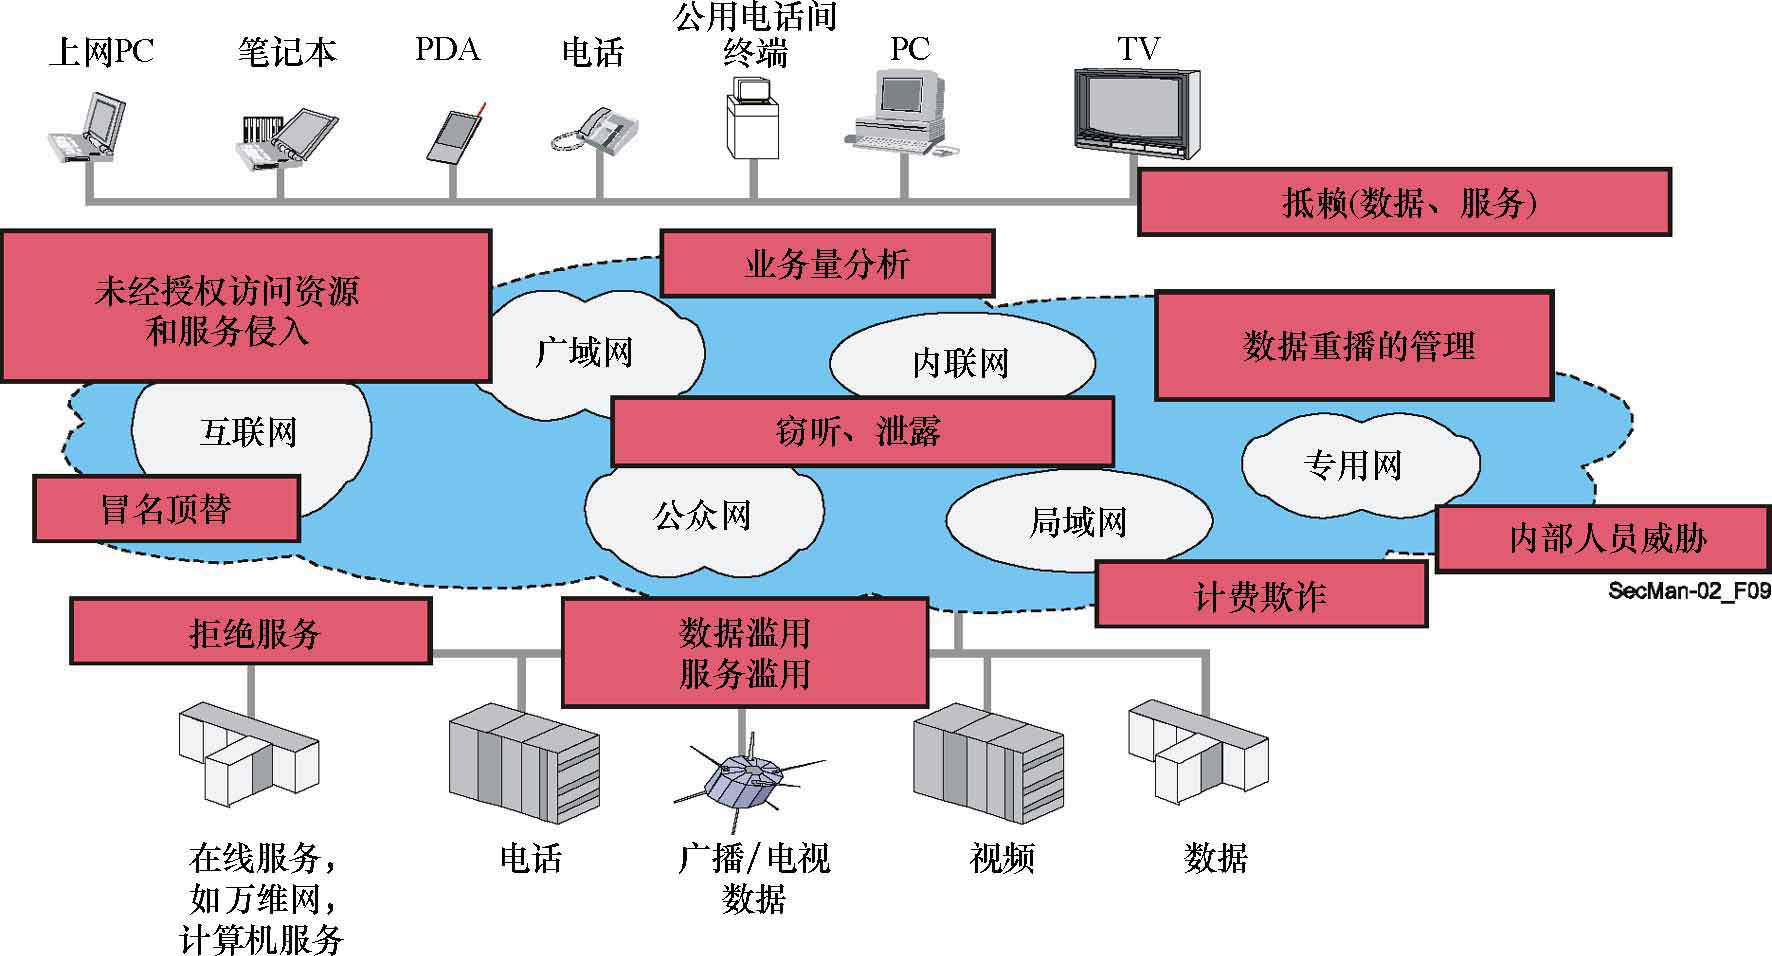 公用电话间
上网PC
笔记本
PDA
电话
终端
PC
TV
抵赖(数据、服务)
未经授权访问资源
和服务侵入
业务量分析
广域网
内联网
数据重播的管理
互联网
窃听、泄露
专用网
冒名顶替
公众网
局域网
内部人员威胁
计费欺诈
SecMan-02_F09
拒绝服务
数据滥用
服务滥用
在线服务，
如万维网，
计算机服务
电话
广播/电视
数据
视频
数据